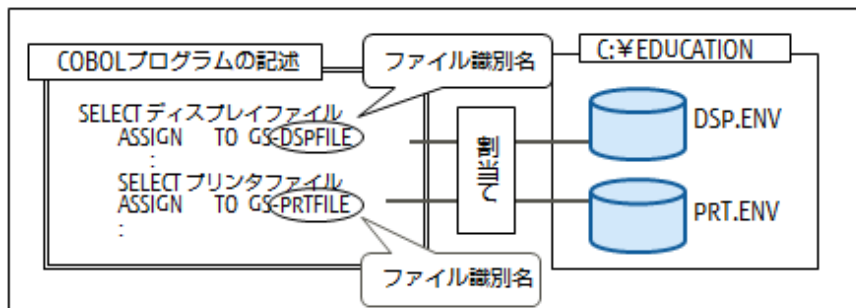 COBOLプログラムの記述
ファイル識別名
C:¥EDUCATION
SELECT ディスプレイファイル
ASSIGN TO GS-DSPFILE
:
SELECT プリンタファイル
ASSIGN TO GS-PRTFILE
:
割当て
DSP.ENV
PRT.ENV
ファイル識別名